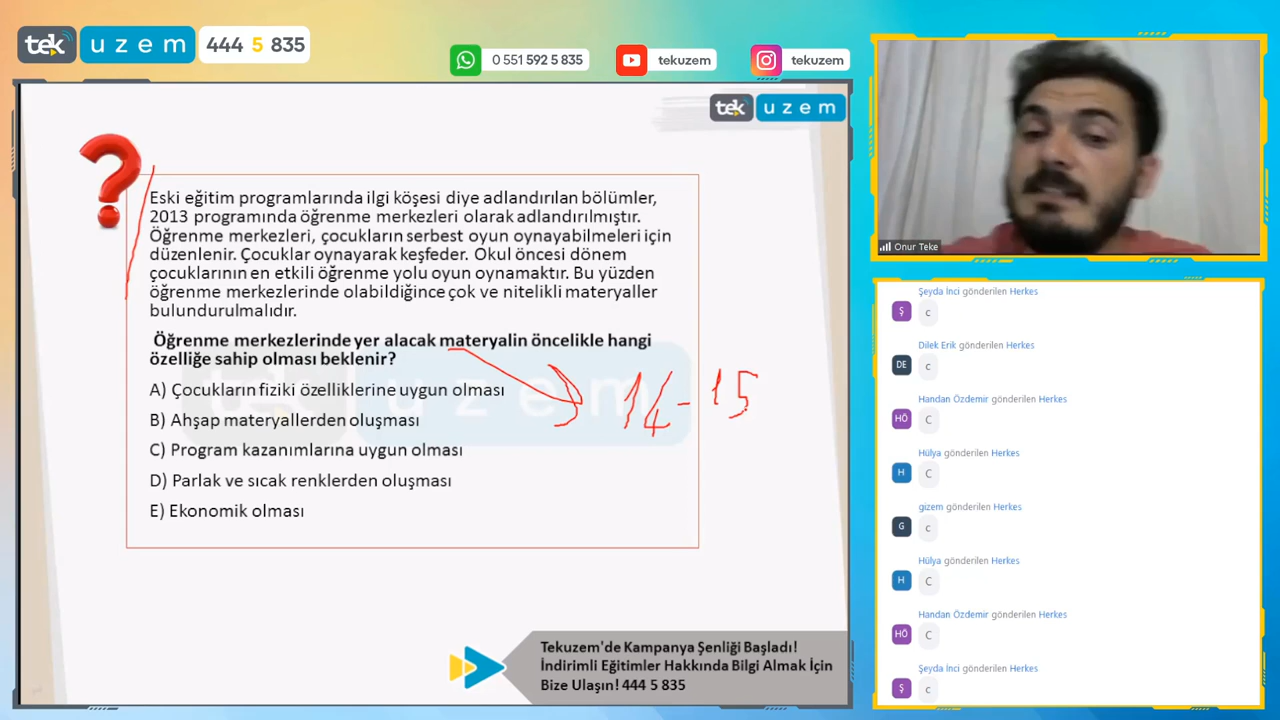 tek uzem 444 5 835
0 551 592 5 835
tekuzem
tekuzem
tek uzem
Eski eğitim programlarında ilgi köşesi diye adlandırılan bölümler,
2013 programında öğrenme merkezleri olarak adlandırılmıştır.
Öğrenme merkezleri, çocukların serbest oyun oynayabilmeleri için
düzenlenir. Çocuklar oynayarak keşfeder. Okul öncesi dönem
çocuklarının en etkili öğrenme yolu oyun oynamaktır. Bu yüzden
öğrenme merkezlerinde olabildiğince çok ve nitelikli materyaller
bulundurulmalıdır.
Öğrenme merkezlerinde yer alacak materyalin öncelikle hangi
özelliğe sahip olması beklenir?
A) Çocukların fiziki özelliklerine uygun olması
B) Ahşap materyallerden oluşması
C) Program kazanımlarına uygun olması
D) Parlak ve sıcak renklerden oluşması
E) Ekonomik olması
14-15
uzem
Tekuzem'de Kampanya Şenliği Başladı!
İndirimli Eğitimler Hakkında Bilgi Almak İçin
Bize Ulaşın! 444 5 835
Onur Teke
Şeyda İnci gönderilen Herkes
Ş c
Dilek Erik gönderilen Herkes
DE c
Handan Özdemir gönderilen Herkes
HÖ C
Hülya gönderilen Herkes
H C
gizem gönderilen Herkes
G c
Hülya gönderilen Herkes
H C
Handan Özdemir gönderilen Herkes
HÖ C
Şeyda İnci gönderilen Herkes
Ş c